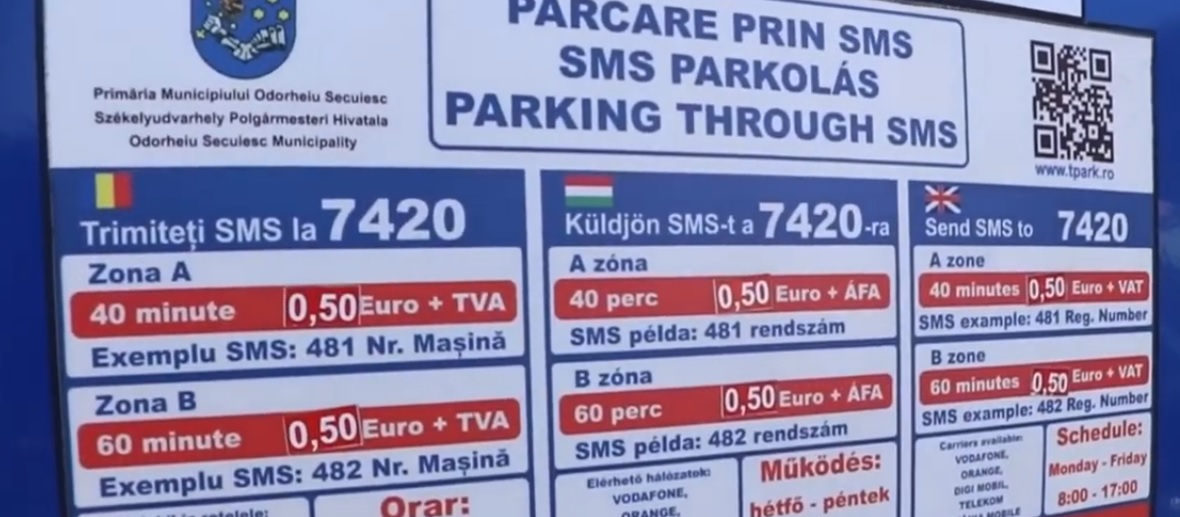 PARCARE PRIN SMS
SMS PARKOLÁS
PARKING THROUGH SMS
Primăria Municipiului Odorheiu Secuiesc
Székelyudvarhely Polgármesteri Hivatala
Odorheiu Secuiesc Municipality
www.tpark.ro
Trimiteți SMS la 7420
Zona A
40 minute 0,50 Euro + TVA
Exemplu SMS: 481 Nr. Mașină
Zona B
60 minute 0,50 Euro + TVA
Exemplu SMS: 482 Nr. Mașină
Orar:
Küldjön SMS-t a 7420-ra
A zóna
40 perc 0,50 Euro + ÁFA
SMS példa: 481 rendszám
B zóna
60 perc 0,50 Euro + ÁFA
SMS példa: 482 rendszám
Elérhető hálózatok:
VODAFONE,
ORANGE,
Működés:
hétfő - péntek
Send SMS to 7420
A zone
40 minutes 0,50 Euro + VAT
SMS example: 481 Reg. Number
B zone
60 minutes 0,50 Euro + VAT
SMS example: 482 Reg. Number
Carriers available:
VODAFONE,
ORANGE,
DIGI MOBIL,
TELEKOM
MOBILE
Schedule:
Monday - Friday
8:00 - 17:00